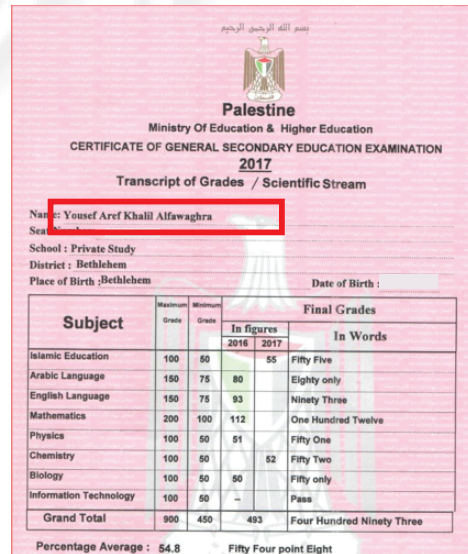 بسم الله الرحمن الرحيم
Palestine
Ministry Of Education & Higher Education
CERTIFICATE OF GENERAL SECONDARY EDUCATION EXAMINATION
2017
Transcript of Grades / Scientific Stream
Name: Yousef Aref Khalil Alfawaghra
Seat
School : Private Study
District : Bethlehem
Place of Birth :Bethlehem Date of Birth :
Subject Maximum Grade Minimum Grade Final Grades
In figures In Words
2016 2017
Islamic Education 100 50 55 Fifty Five
Arabic Language 150 75 80 Eighty only
English Language 150 75 93 Ninety Three
Mathematics 200 100 112 One Hundred Twelve
Physics 100 50 51 Fifty One
Chemistry 100 50 52 Fifty Two
Biology 100 50 50 Fifty only
Information Technology 100 50 -- Pass
Grand Total 900 450 493 Four Hundred Ninety Three
Percentage Average : 54.8 Fifty Four point Eight